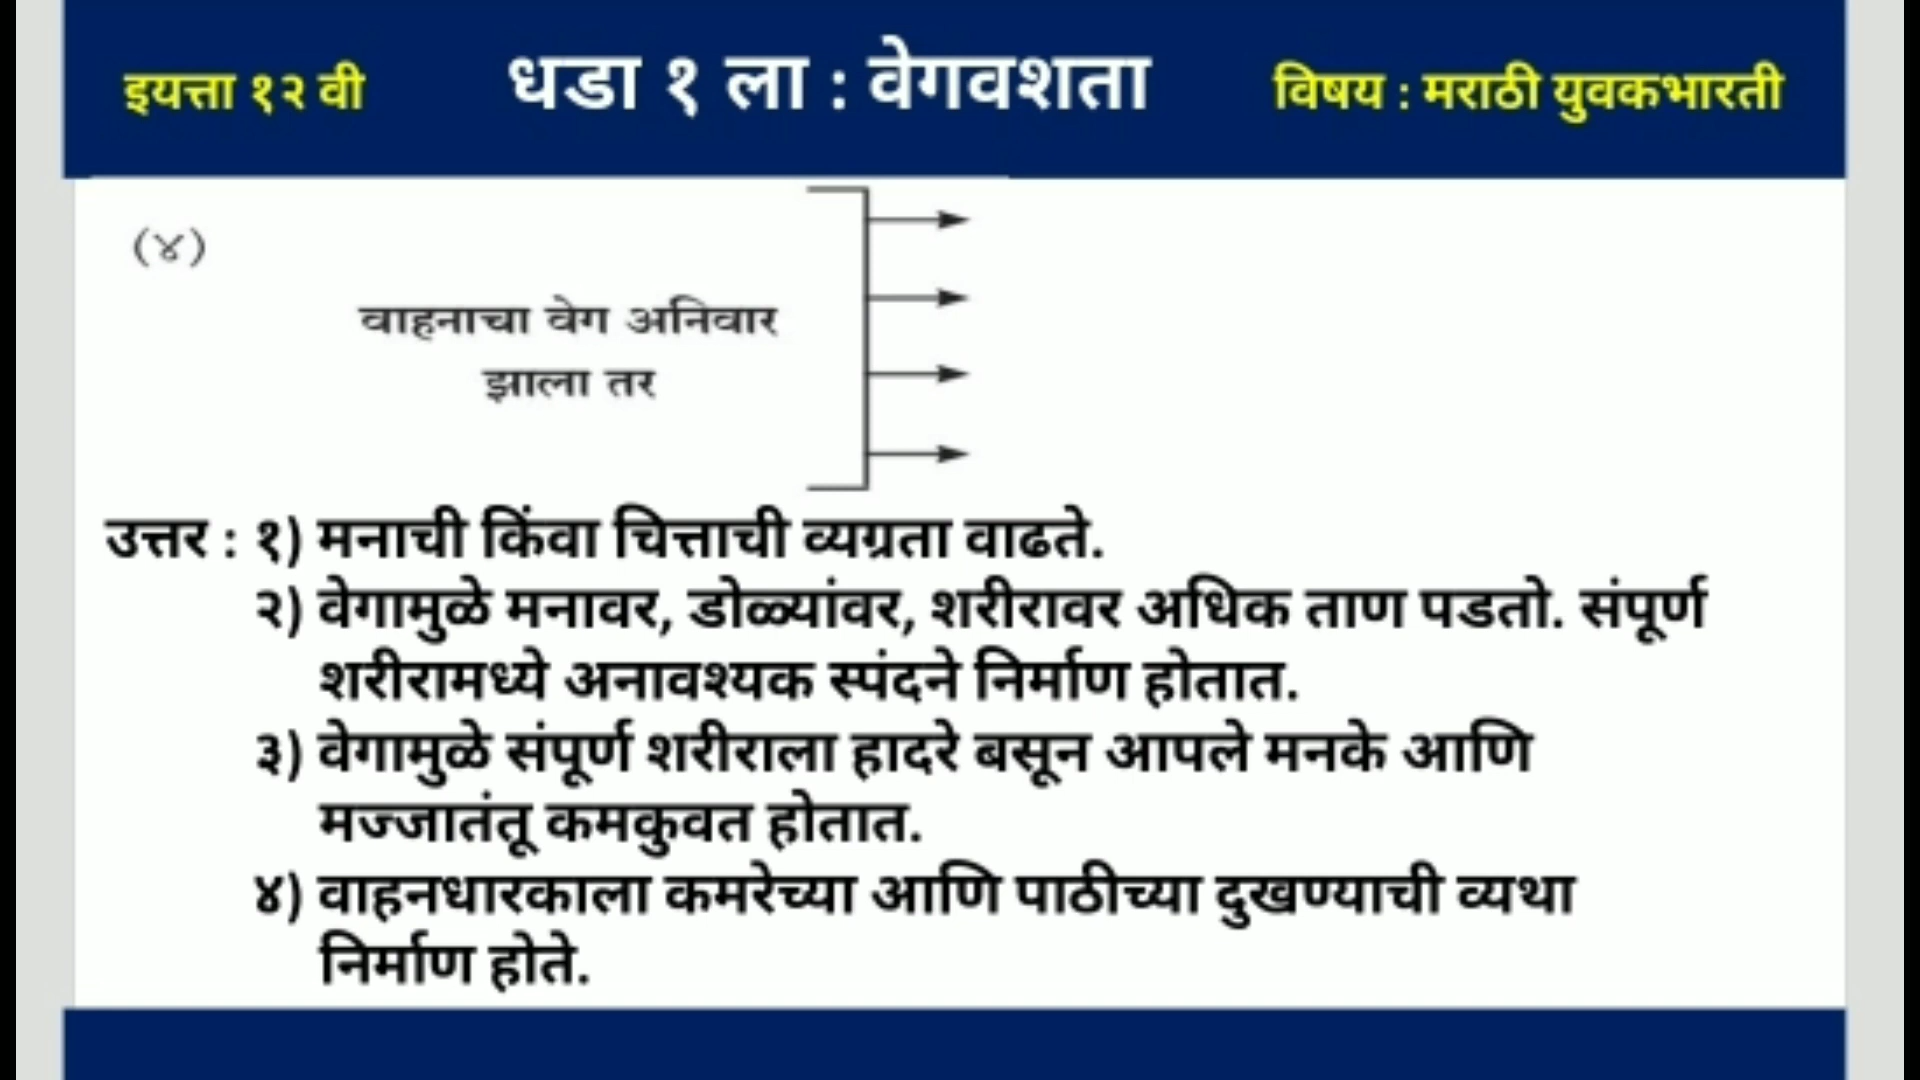 इयत्ता १२ वी धडा १ ला : वेगवशता विषय : मराठी युवकभारती
(४)
वाहनाचा वेग अनिवार
झाला तर
उत्तर : १) मनाची किंवा चित्ताची व्यग्रता वाढते.
२) वेगामुळे मनावर, डोळ्यांवर, शरीरावर अधिक ताण पडतो. संपूर्ण
शरीरामध्ये अनावश्यक स्पंदने निर्माण होतात.
३) वेगामुळे संपूर्ण शरीराला हादरे बसून आपले मनके आणि
मज्जातंतू कमकुवत होतात.
४) वाहनधारकाला कमरेच्या आणि पाठीच्या दुखण्याची व्यथा
निर्माण होते.